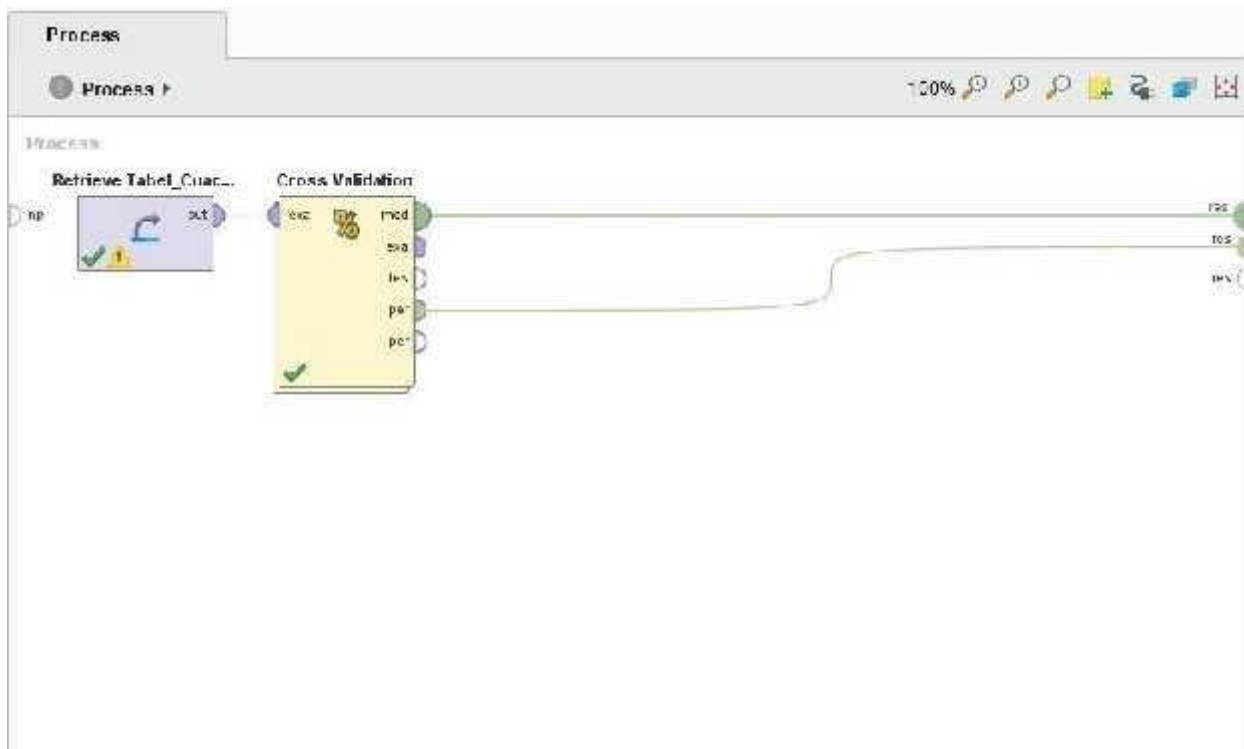 Process
Process
100%
Process
Retrieve Tabel_Cuac...
Cross Validation
inp
out
exa
mod
exa
tes
per
per
res
res
res